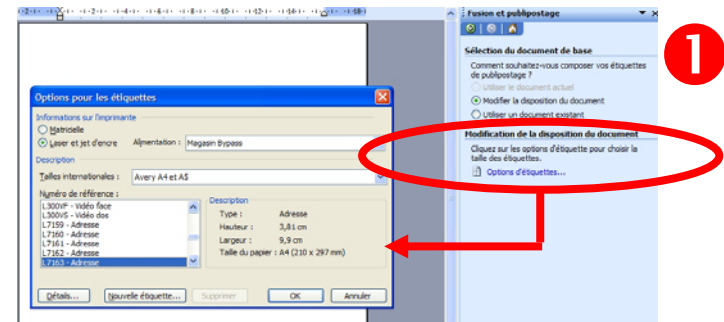 Fusion et publipostage
Sélection du document de base
Comment souhaitez-vous composer vos étiquettes
de publipostage ?
Utiliser le document actuel
Modifier la disposition du document
Utiliser un document existant
Modification de la disposition du document
Cliquez sur les options d'étiquette pour choisir la
taille des étiquettes.
Options d'étiquettes...
1
Options pour les étiquettes
Informations sur l'imprimante
Matricielle
Laser et jet d'encre
Alimentation :
Magasin Bypass
Description
Tailles internationales :
Avery A4 et A5
Numéro de référence :
L300VF - Vidéo face
L300VS - Vidéo dos
L7159 - Adresse
L7160 - Adresse
L7161 - Adresse
L7162 - Adresse
L7163 - Adresse
Description
Type : Adresse
Hauteur : 3,81 cm
Largeur : 9,9 cm
Taille du papier : A4 (210 x 297 mm)
Détails...
Nouvelle étiquette...
Supprimer
OK
Annuler